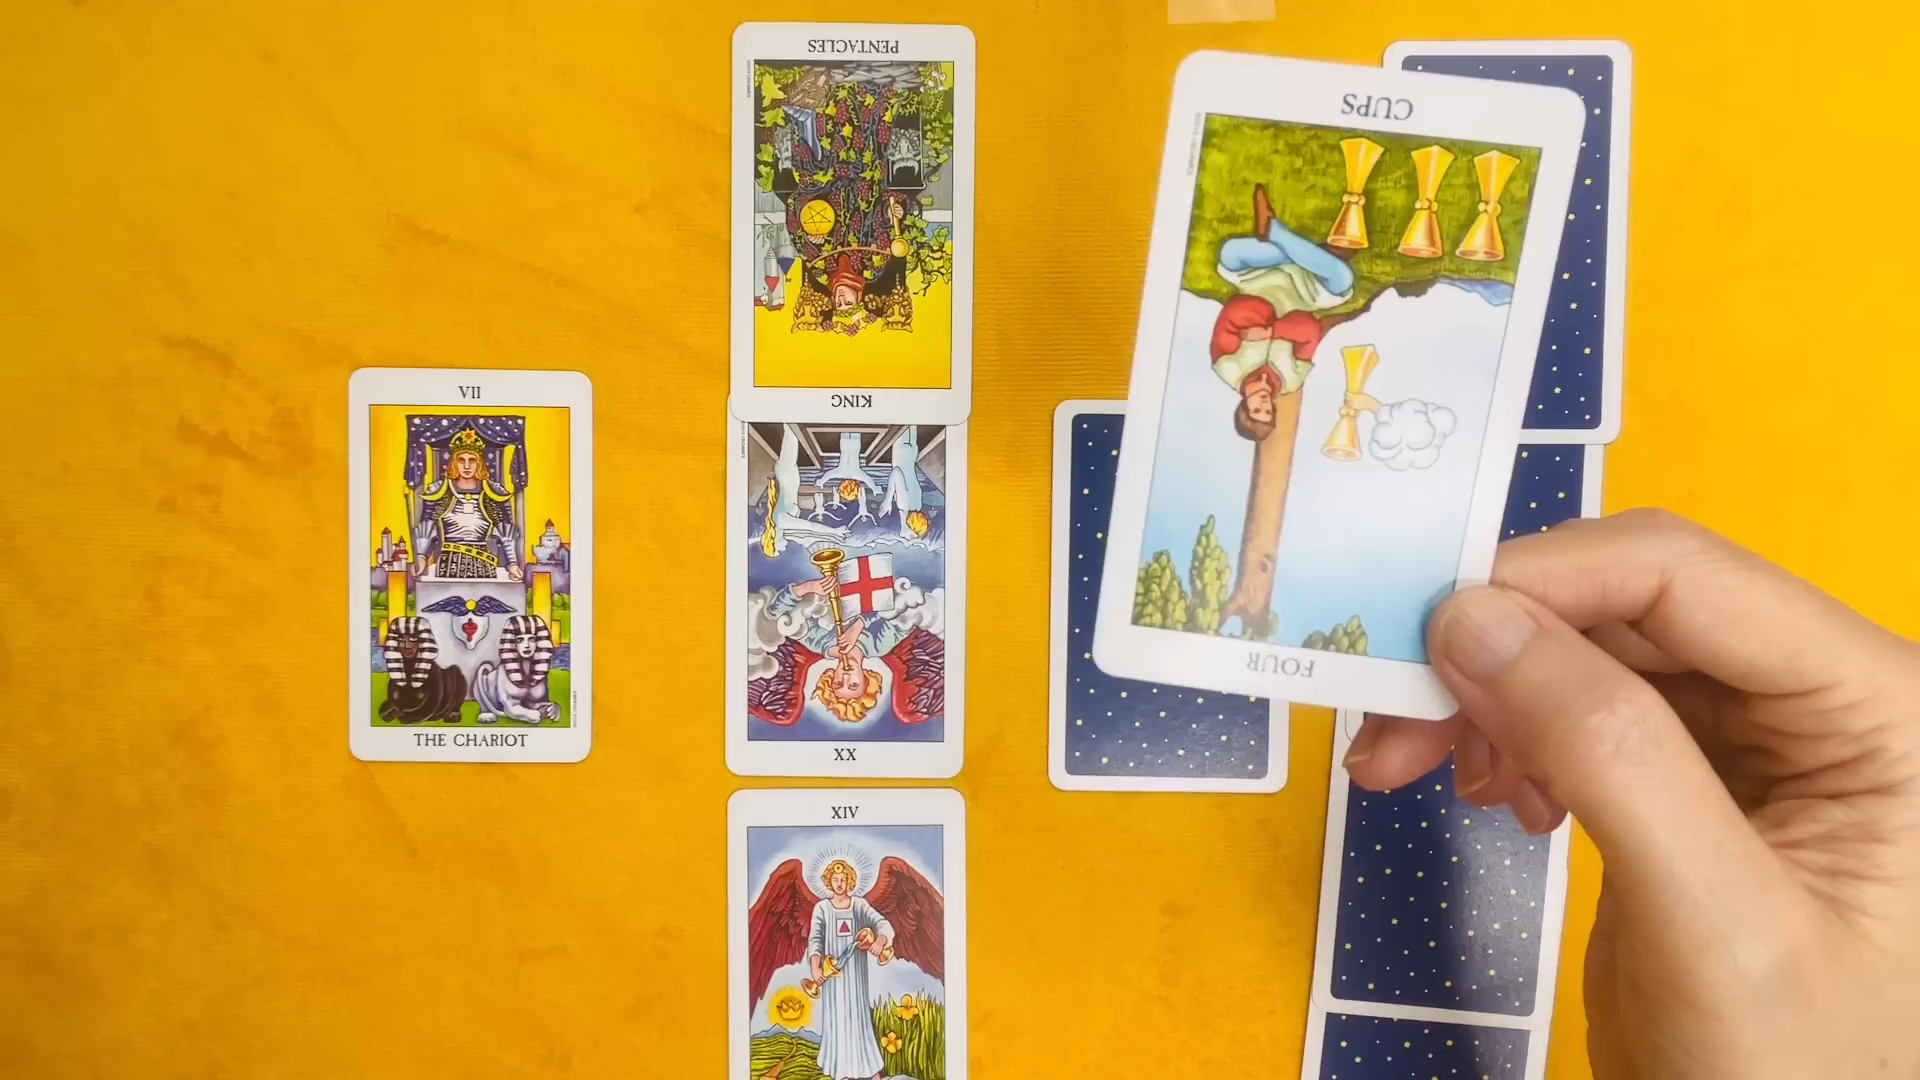 VII
THE CHARIOT
PENTACLES
KING
XX
XIV
CUPS
FOUR